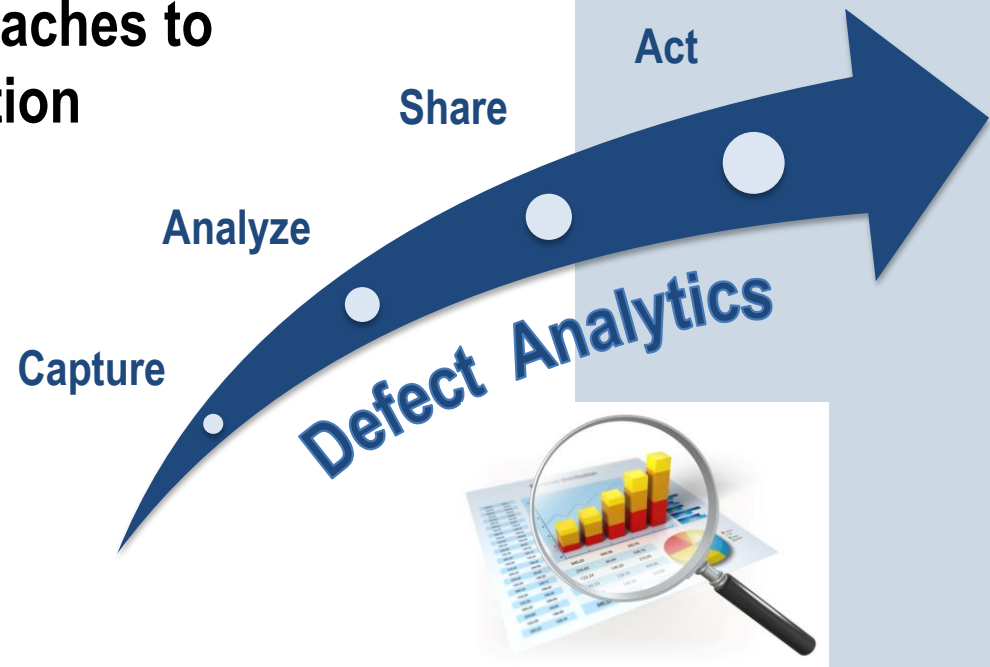 aches to
tion
Act
Share
Analyze
Capture
Defect Analytics